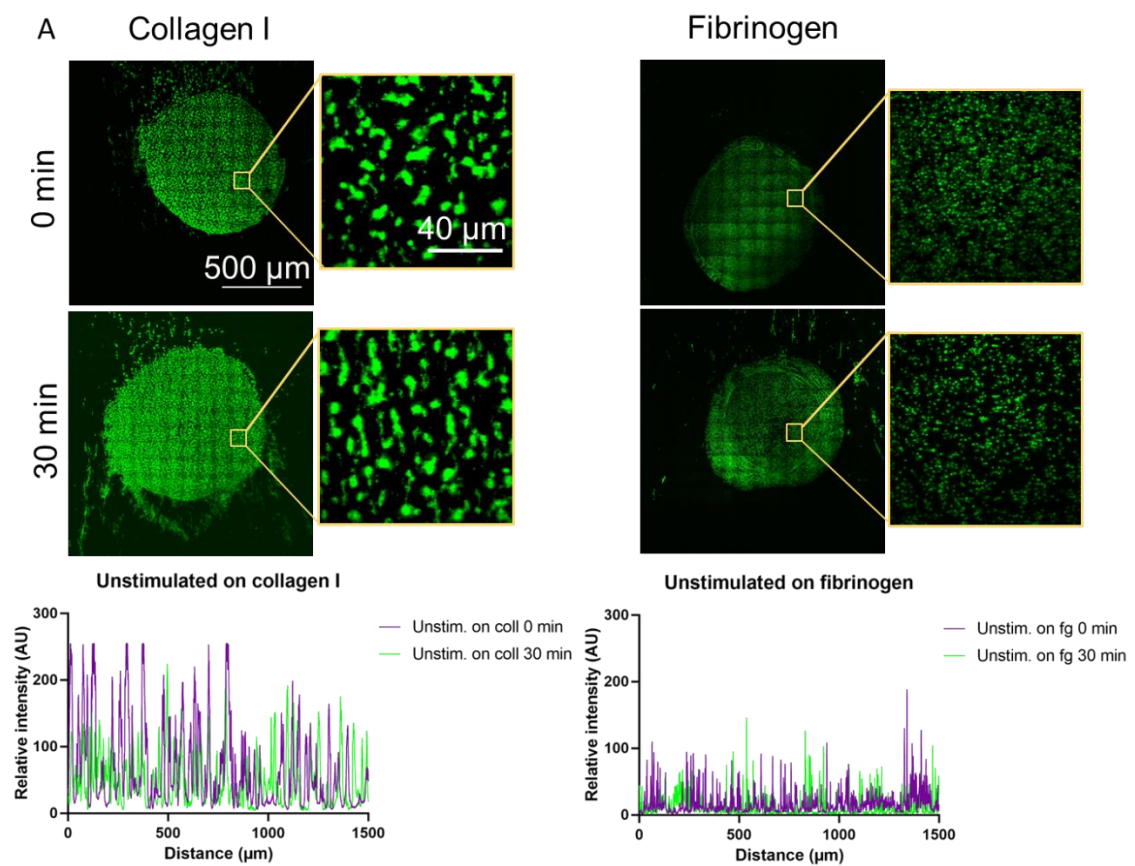 A
Collagen I
Fibrinogen
0 min
500 µm
40 µm
30 min
Unstimulated on collagen I
300
200
100
0
Relative intensity (AU)
0 500 1000 1500
Distance (µm)
Unstim. on coll 0 min
Unstim. on coll 30 min
Unstimulated on fibrinogen
300
200
100
0
Relative intensity (AU)
0 500 1000 1500
Distance (µm)
Unstim. on fg 0 min
Unstim. on fg 30 min